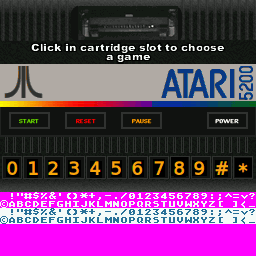 Click in cartridge slot to choose
a game
ATARI 5200
START RESET PAUSE POWER
0 1 2 3 4 5 6 7 8 9 # *
!"#$%&'()*+,-./0123456789:;^=v?
©ABCDEFGHIJKLMNOPQRSTUVWXYZ[ ](_
!"#$%&'()*+,-./0123456789:;^=v?
©ABCDEFGHIJKLMNOPQRSTUVWXYZ[ ](_